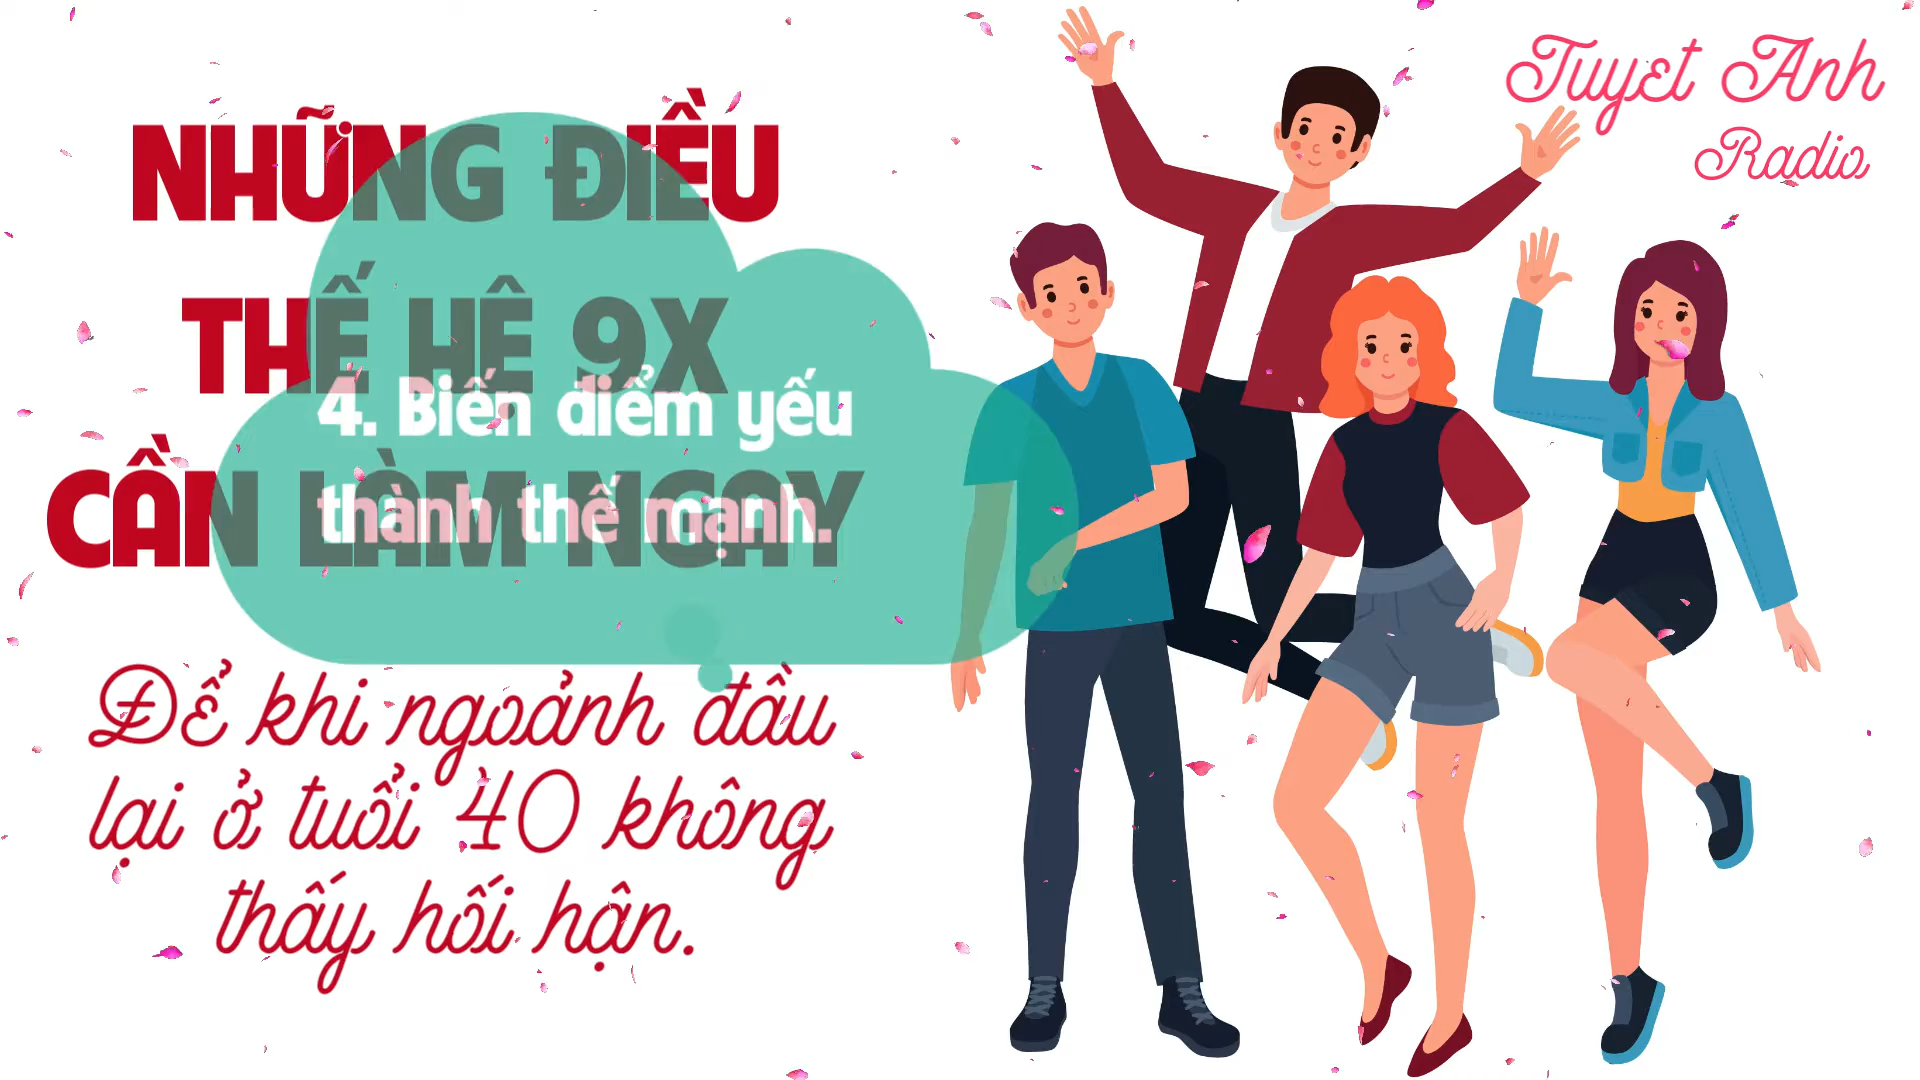 Tuyet Anh
Radio
NHỮNG ĐIỀU
THẾ HỆ 9X
CẦN LÀM NGAY
4. Biến điểm yếu
thành thế mạnh.
Để khi ngoảnh đầu
lại ở tuổi 40 không
thấy hối hận.